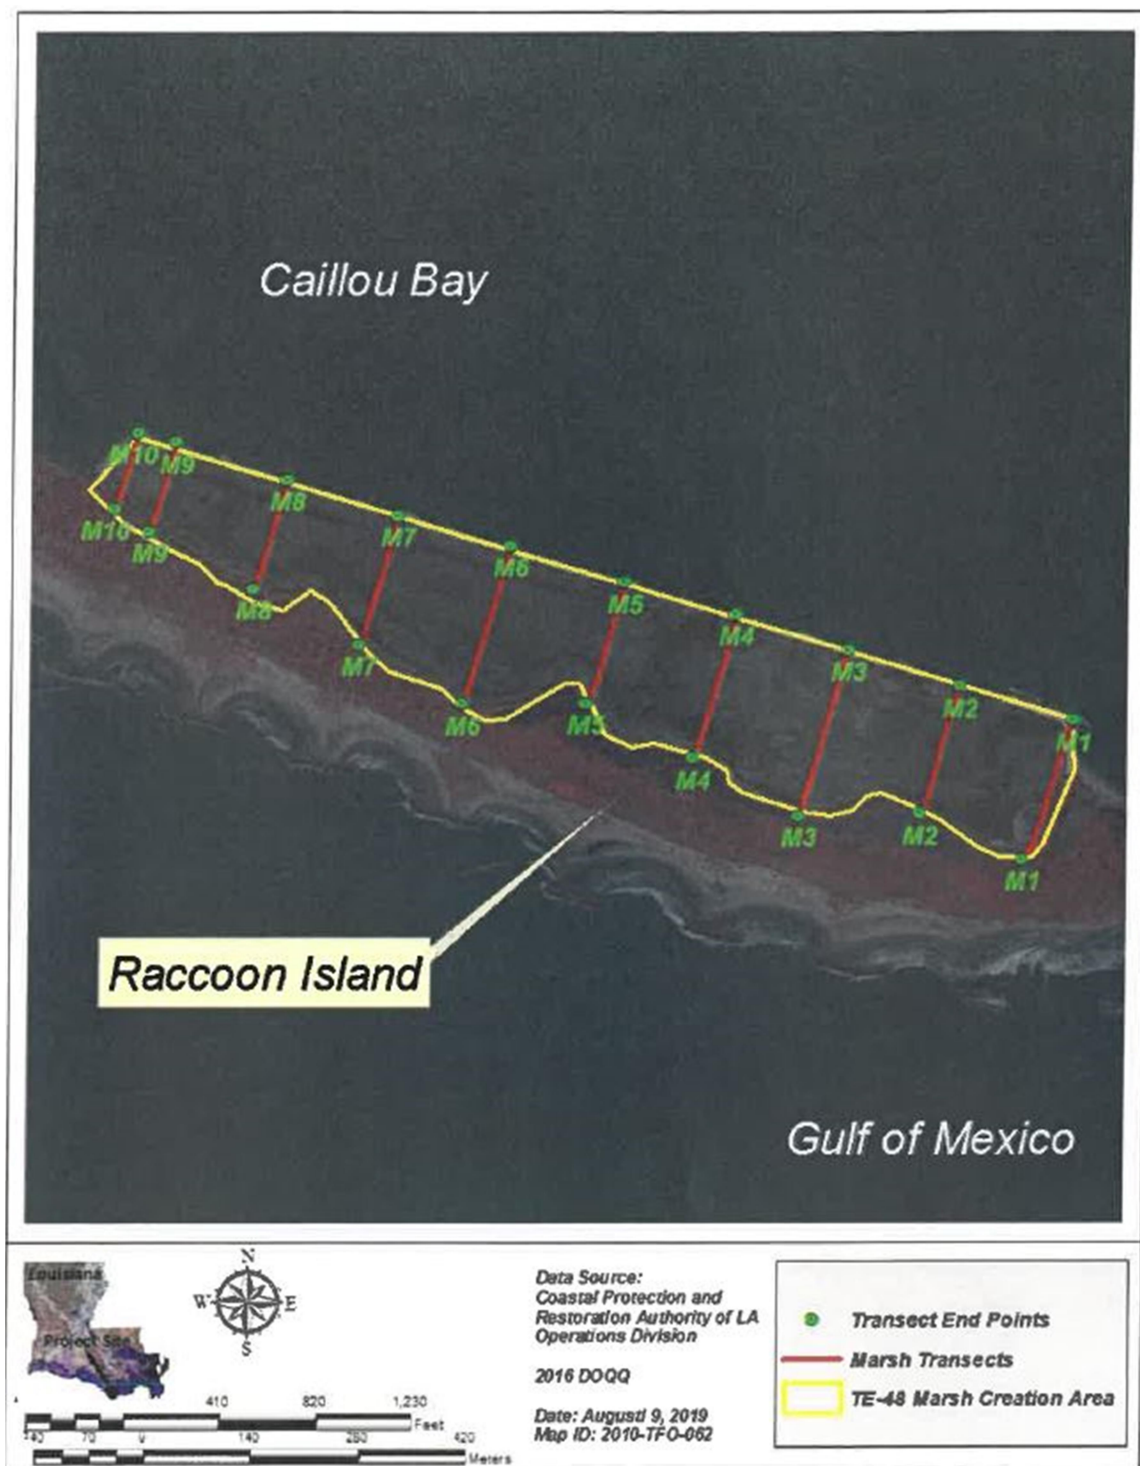 Caillou Bay
M10
M9
M8
M10
M9
M7
M6
M8
M5
M4
M7
M3
M6
M5
M2
M1
M4
M3
M2
M1
Raccoon Island
Gulf of Mexico
Louisiana
Project Site
N
W
E
S
410 820 1,230
Feet
140 70 0 140 280 420
Meters
Data Source:
Coastal Protection and
Restoration Authority of LA
Operations Division
2016 DOQQ
Date: Augustl 9, 2019
Map ID: 2010-TFO-062
Transect End Points
Marsh Transects
TE-48 Marsh Creation Area